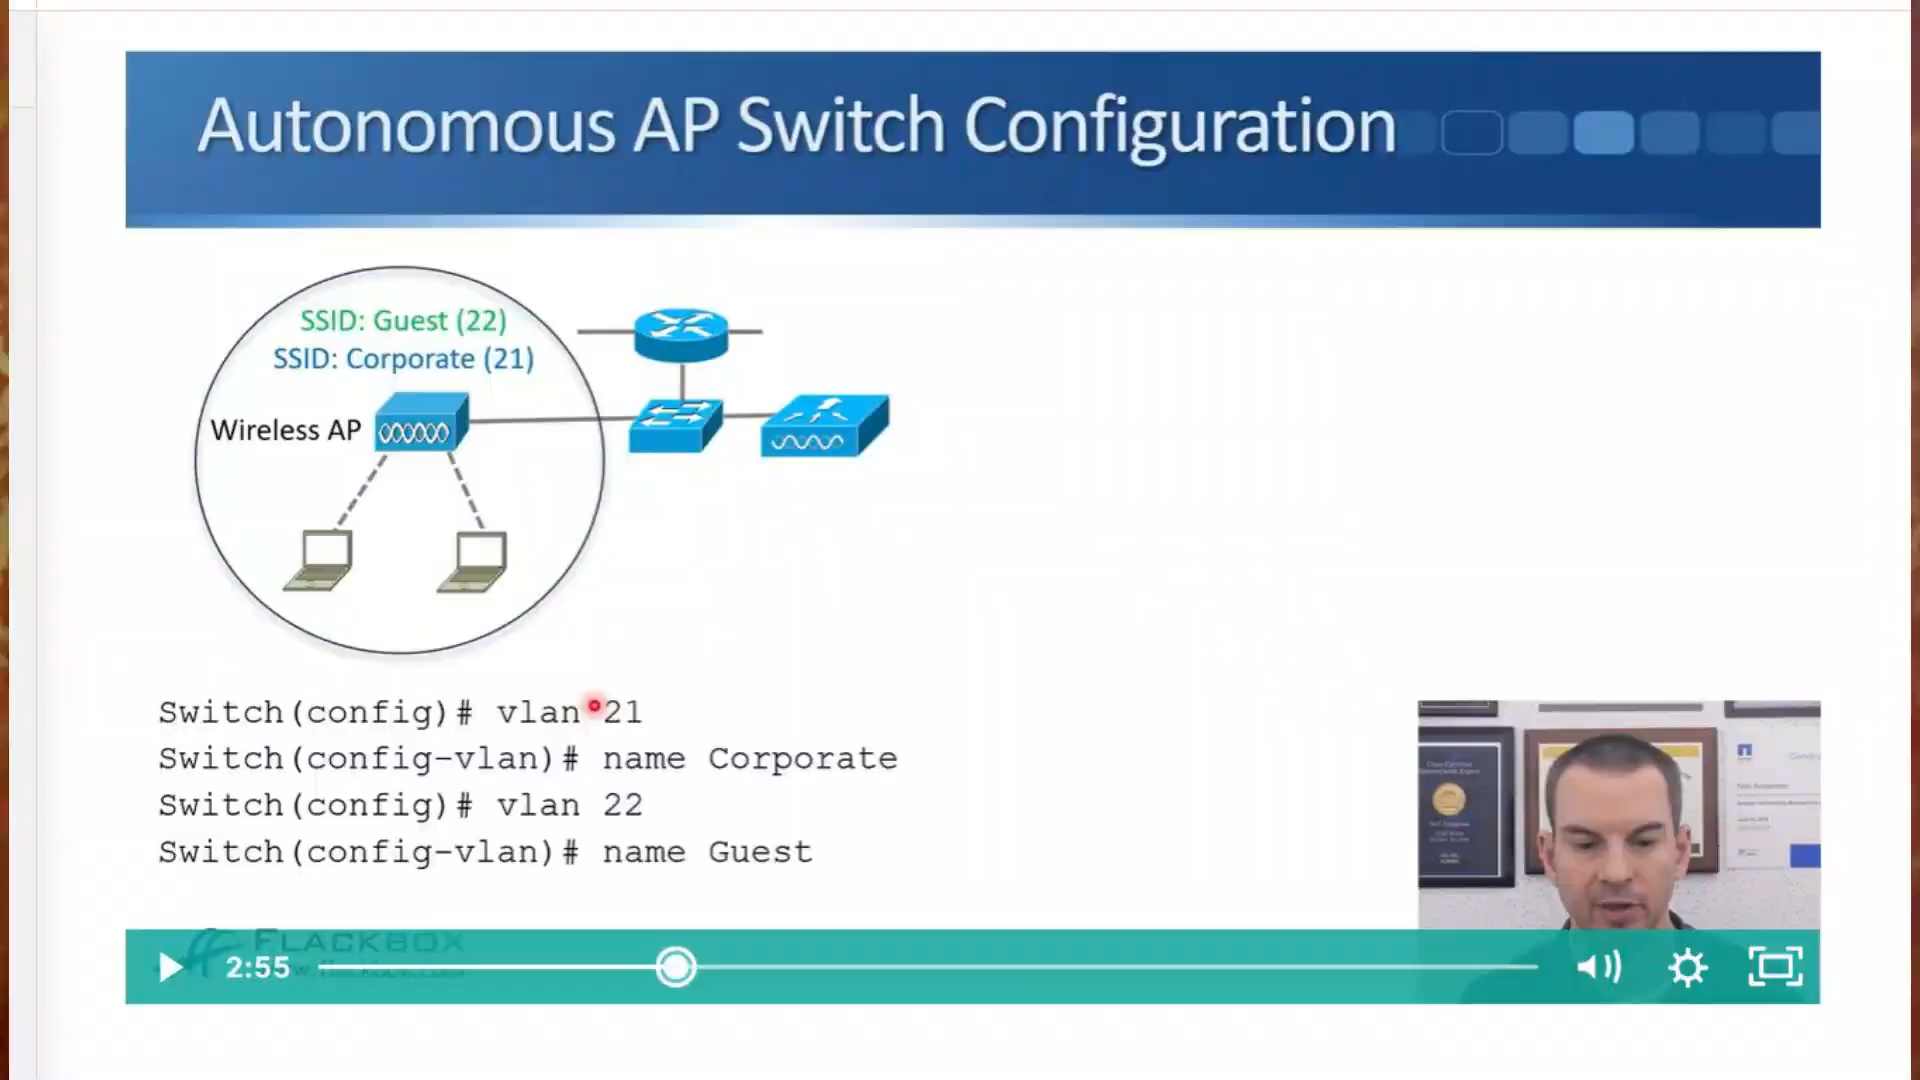 Autonomous AP Switch Configuration
SSID: Guest (22)
SSID: Corporate (21)
Wireless AP
Switch(config)# vlan 21
Switch(config-vlan)# name Corporate
Switch(config)# vlan 22
Switch(config-vlan)# name Guest
FLACKBOX
2:55